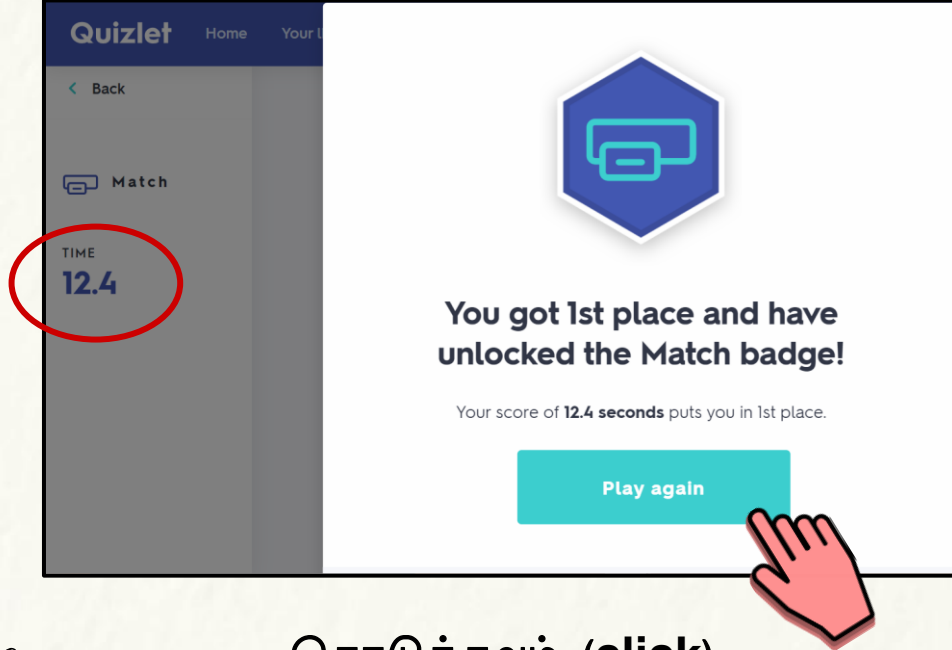 Quizlet Home Your
Back
Match
TIME
12.4
You got 1st place and have
unlocked the Match badge!
Your score of 12.4 seconds puts you in 1st place.
Play again
(click)